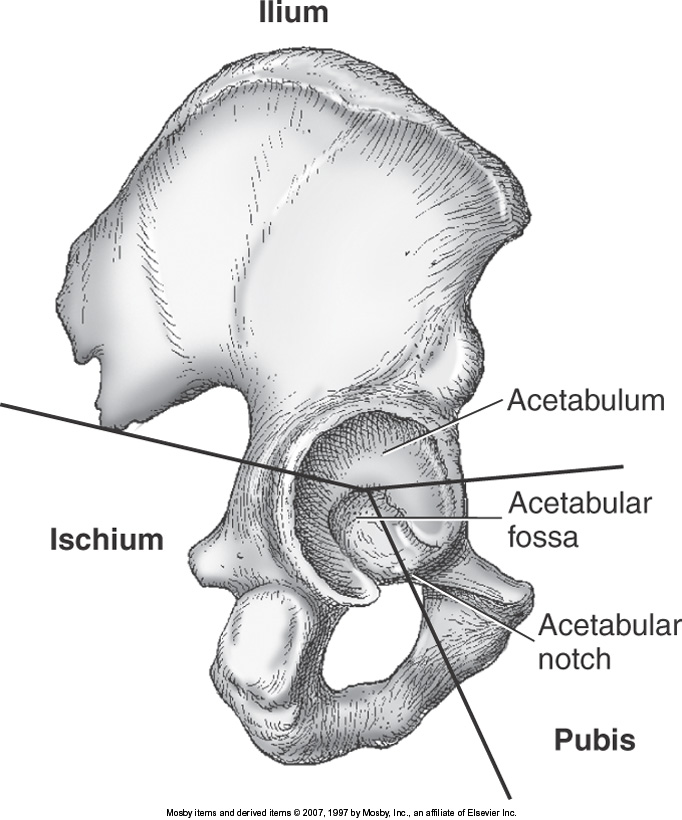 Ilium
Acetabulum
Acetabular
fossa
Ischium
Acetabular
notch
Pubis
Mosby items and derived items © 2007, 1997 by Mosby, Inc., an affiliate of Elsevier Inc.